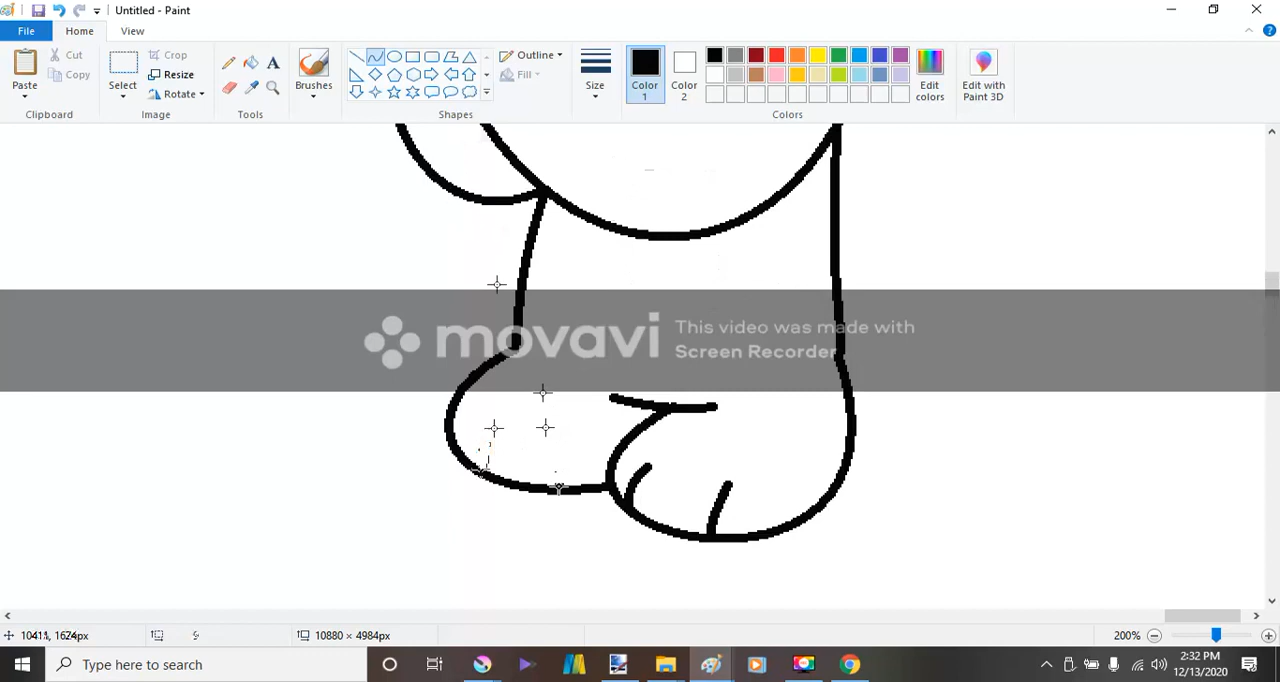 Untitled - Paint
File
Home
View
Paste
Cut
Copy
Clipboard
Select
Crop
Resize
Rotate
Image
Tools
Brushes
Shapes
Outline
Fill
Size
Color 1
Color 2
Edit colors
Colors
Edit with Paint 3D
movavi
This video was made with
Screen Recorder
10880 × 4984px
200%
Type here to search
2:32 PM
12/13/2020